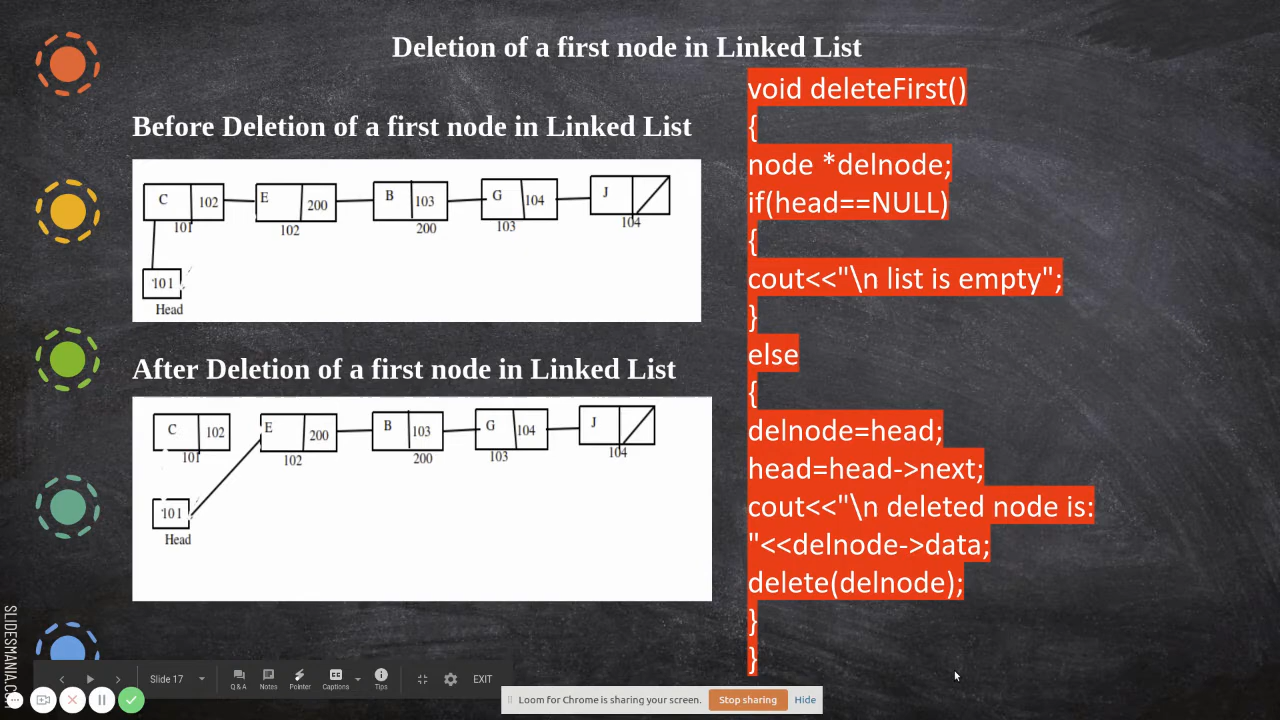 Deletion of a first node in Linked List
Before Deletion of a first node in Linked List
C 102 E 200 B 103 G 104 J
101 102 200 103 104
101
Head
After Deletion of a first node in Linked List
C 102 E 200 B 103 G 104 J
101 102 200 103 104
101
Head
void deleteFirst()
{
node *delnode;
if(head==NULL)
{
cout<<"\n list is empty";
}
else
{
delnode=head;
head=head->next;
cout<<"\n deleted node is:
"<<delnode->data;
delete(delnode);
}
}
SLIDESMANIA.C
Slide 17 Q & A Notes Pointer Captions Tips EXIT
Loom for Chrome is sharing your screen. Stop sharing Hide